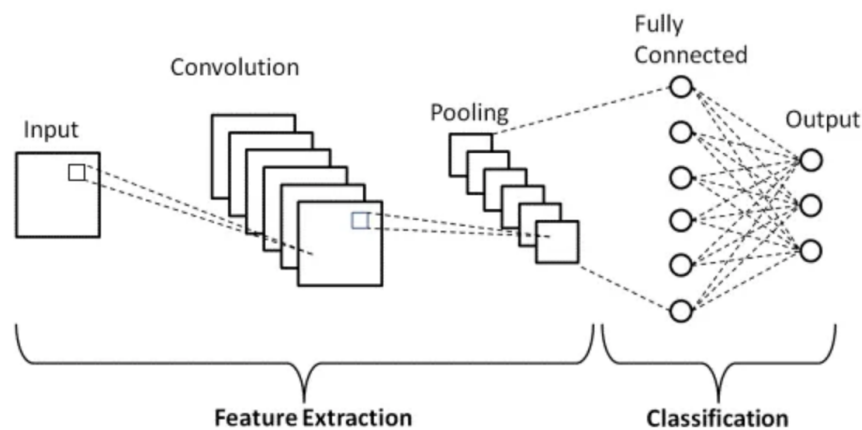 Input
Convolution
Pooling
Fully
Connected
Output
Feature Extraction
Classification